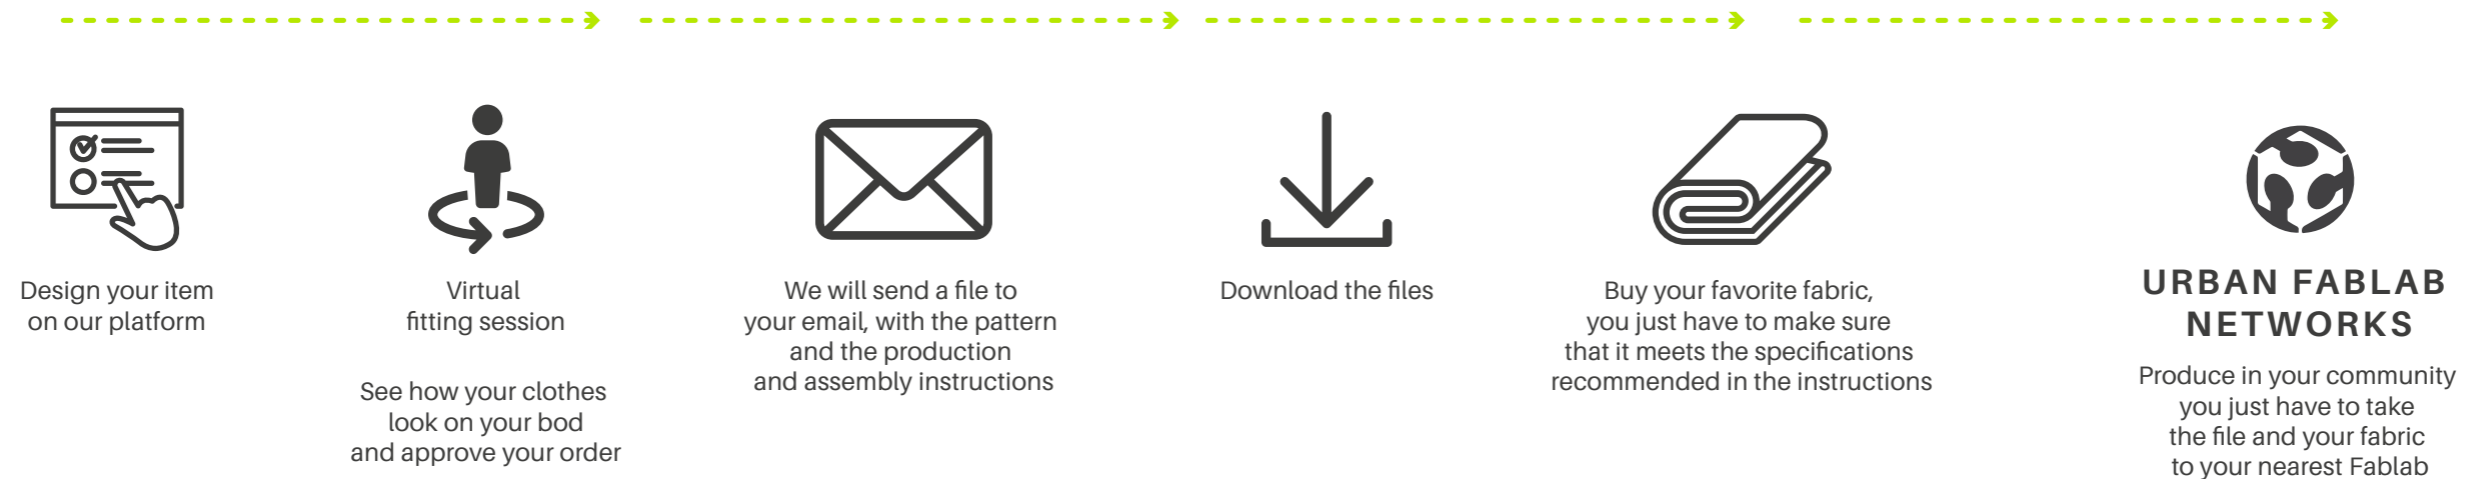 Design your item
on our platform
Virtual
fitting session
See how your clothes
look on your bod
and approve your order
We will send a file to
your email, with the pattern
and the production
and assembly instructions
Download the files
Buy your favorite fabric,
you just have to make sure
that it meets the specifications
recommended in the instructions
URBAN FABLAB
NETWORKS
Produce in your community
you just have to take
the file and your fabric
to your nearest Fablab